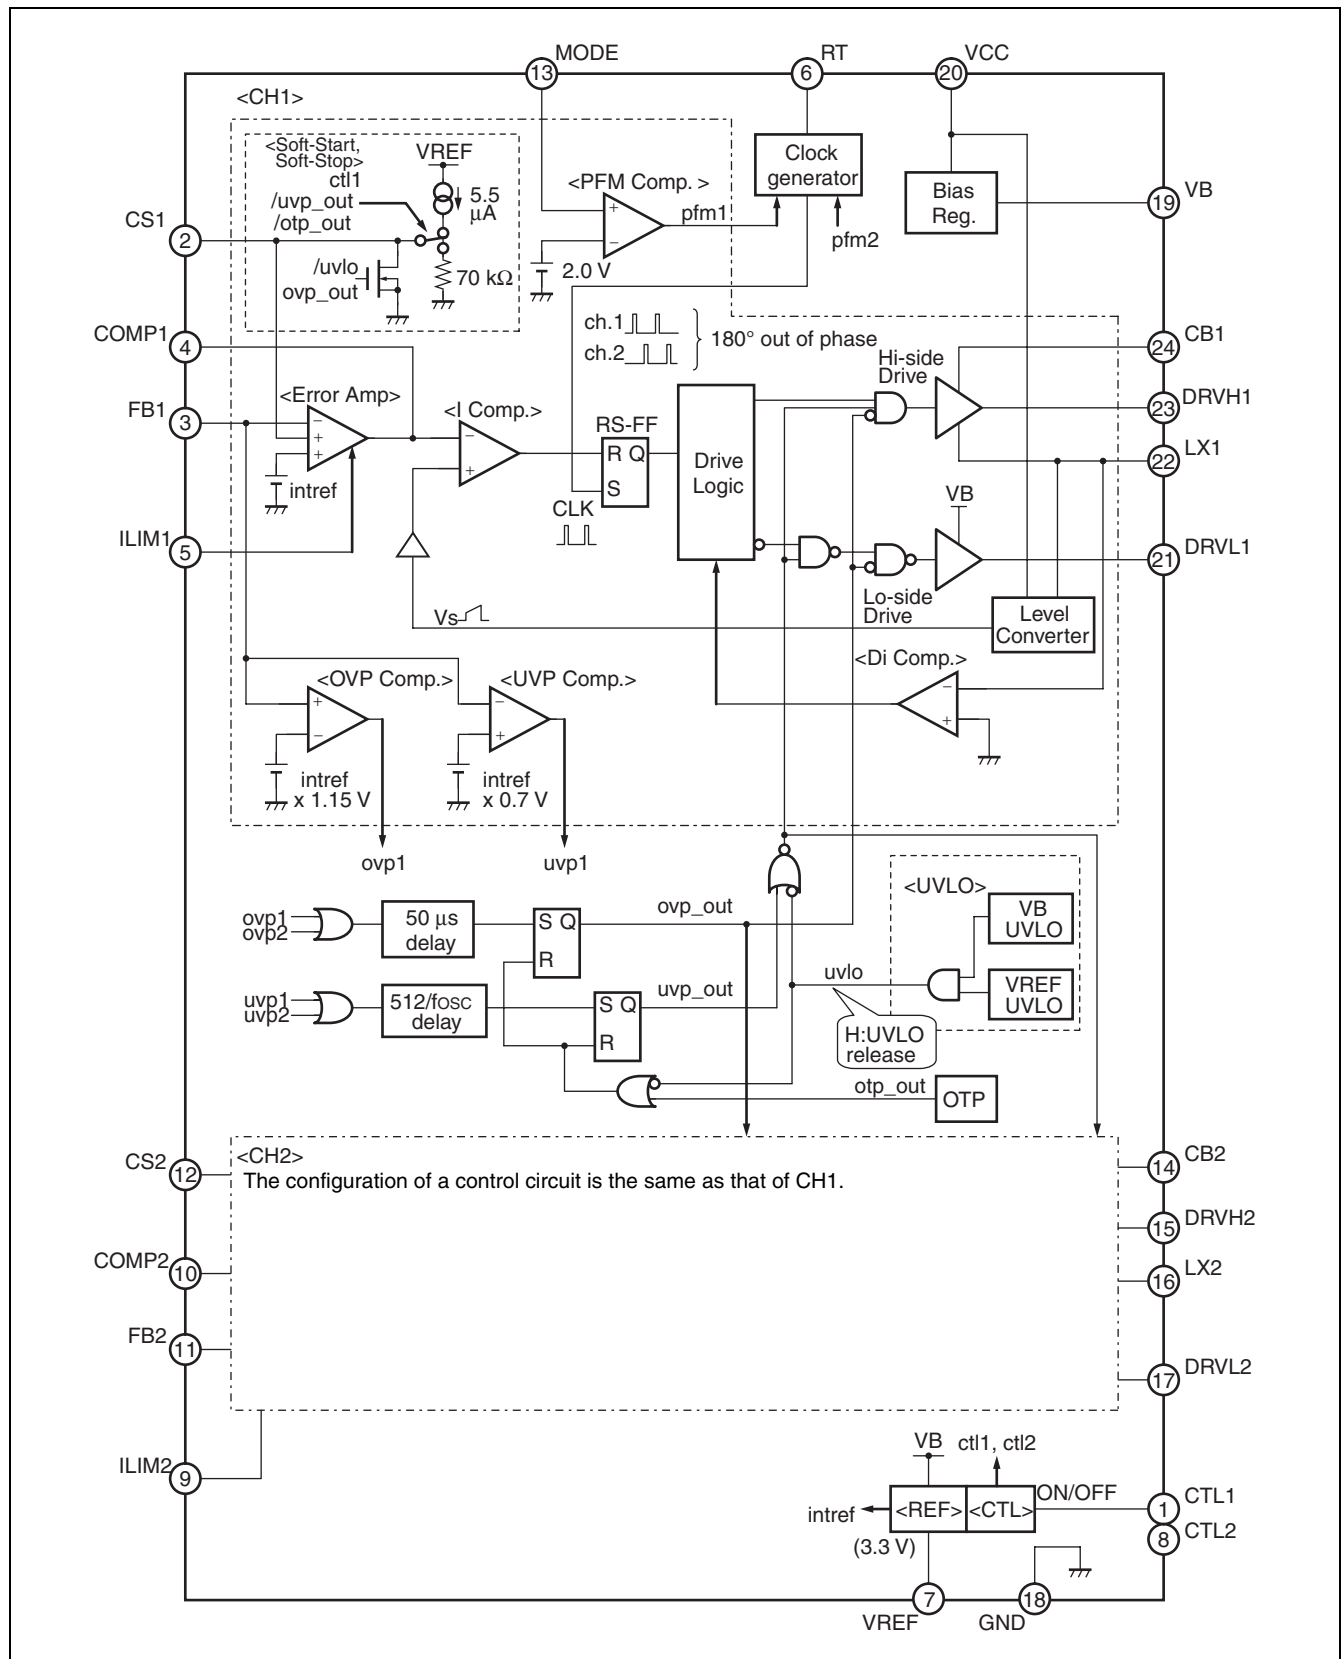 MODE
13
RT
6
VCC
20
<CH1>
<Soft-Start,
Soft-Stop>
ctl1
/uvp_out
/otp_out
VREF
5.5
μA
70 kΩ
/uvlo
ovp_out
CS1
2
<PFM Comp. >
+
−
pfm1
2.0 V
Clock
generator
pfm2
Bias
Reg.
VB
19
COMP1
4
ch.1
ch.2
180° out of phase
Hi-side
Drive
CB1
24
FB1
3
<Error Amp>
−
+
+
intref
<I Comp.>
−
+
RS-FF
R Q
S
CLK
Drive
Logic
DRVH1
23
LX1
22
VB
ILIM1
5
DRVL1
21
Lo-side
Drive
Vs
Level
Converter
<Di Comp.>
−
+
<OVP Comp.>
+
−
intref
x 1.15 V
<UVP Comp.>
−
+
intref
x 0.7 V
ovp1
uvp1
<UVLO>
VB
UVLO
VREF
UVLO
ovp1
ovp2
50 μs
delay
S Q
R
ovp_out
uvlo
uvp1
uvp2
512/fOSC
delay
S Q
R
uvp_out
H:UVLO
release
otp_out
OTP
<CH2>
The configuration of a control circuit is the same as that of CH1.
CS2
12
CB2
14
DRVH2
15
COMP2
10
LX2
16
FB2
11
DRVL2
17
ILIM2
9
VB
ctl1, ctl2
intref
<REF>
<CTL>
ON/OFF
CTL1
1
CTL2
8
(3.3 V)
7
VREF
18
GND